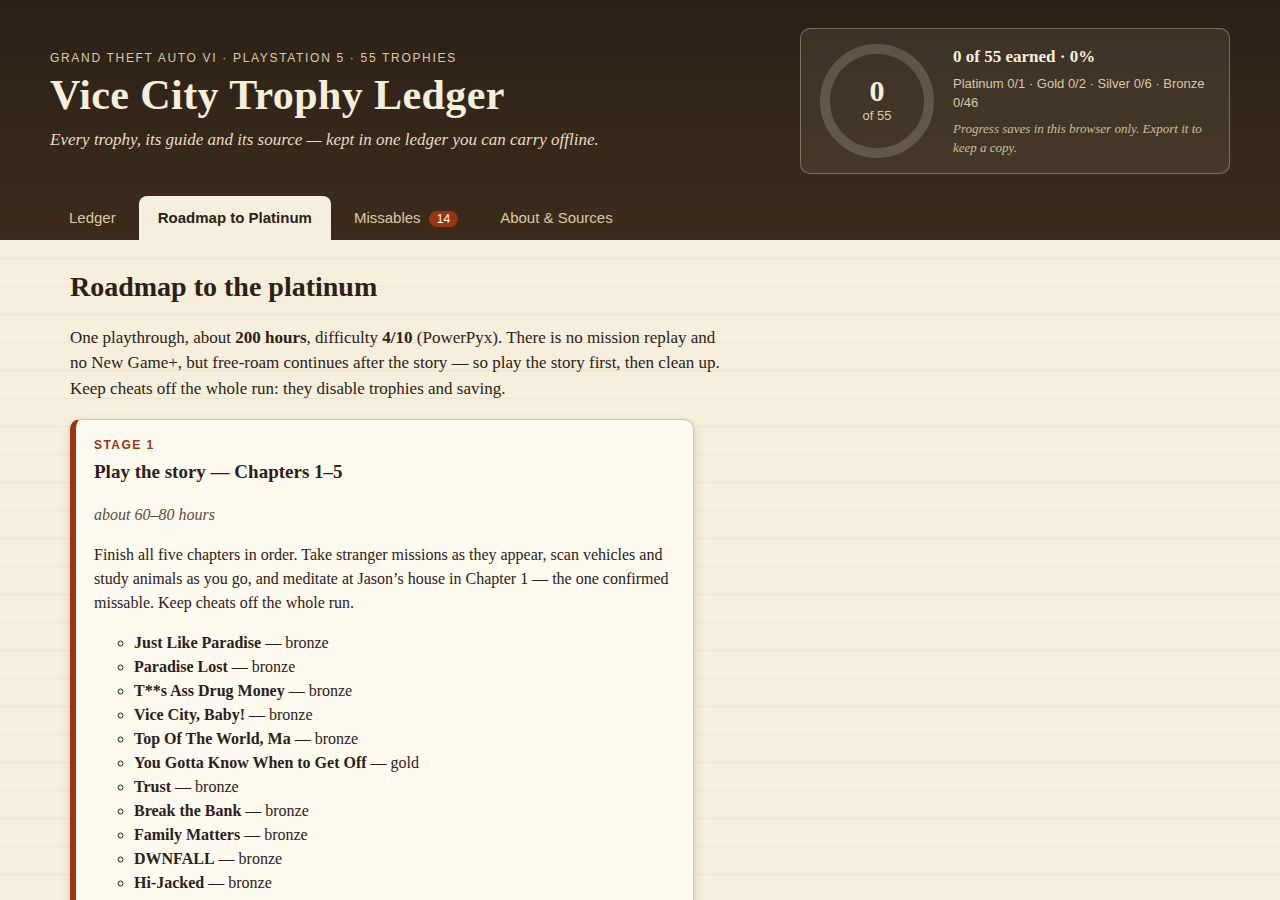 GRAND THEFT AUTO VI · PLAYSTATION 5 · 55 TROPHIES
Vice City Trophy Ledger
Every trophy, its guide and its source — kept in one ledger you can carry offline.
0
of 55
0 of 55 earned · 0%
Platinum 0/1 · Gold 0/2 · Silver 0/6 · Bronze
0/46
Progress saves in this browser only. Export it to
keep a copy.
Ledger
Roadmap to Platinum
Missables 14
About & Sources
Roadmap to the platinum
One playthrough, about 200 hours, difficulty 4/10 (PowerPyx). There is no mission replay and
no New Game+, but free-roam continues after the story — so play the story first, then clean up.
Keep cheats off the whole run: they disable trophies and saving.
STAGE 1
Play the story — Chapters 1–5
about 60–80 hours
Finish all five chapters in order. Take stranger missions as they appear, scan vehicles and
study animals as you go, and meditate at Jason’s house in Chapter 1 — the one confirmed
missable. Keep cheats off the whole run.
Just Like Paradise — bronze
Paradise Lost — bronze
T**s Ass Drug Money — bronze
Vice City, Baby! — bronze
Top Of The World, Ma — bronze
You Gotta Know When to Get Off — gold
Trust — bronze
Break the Bank — bronze
Family Matters — bronze
DWNFALL — bronze
Hi-Jacked — bronze